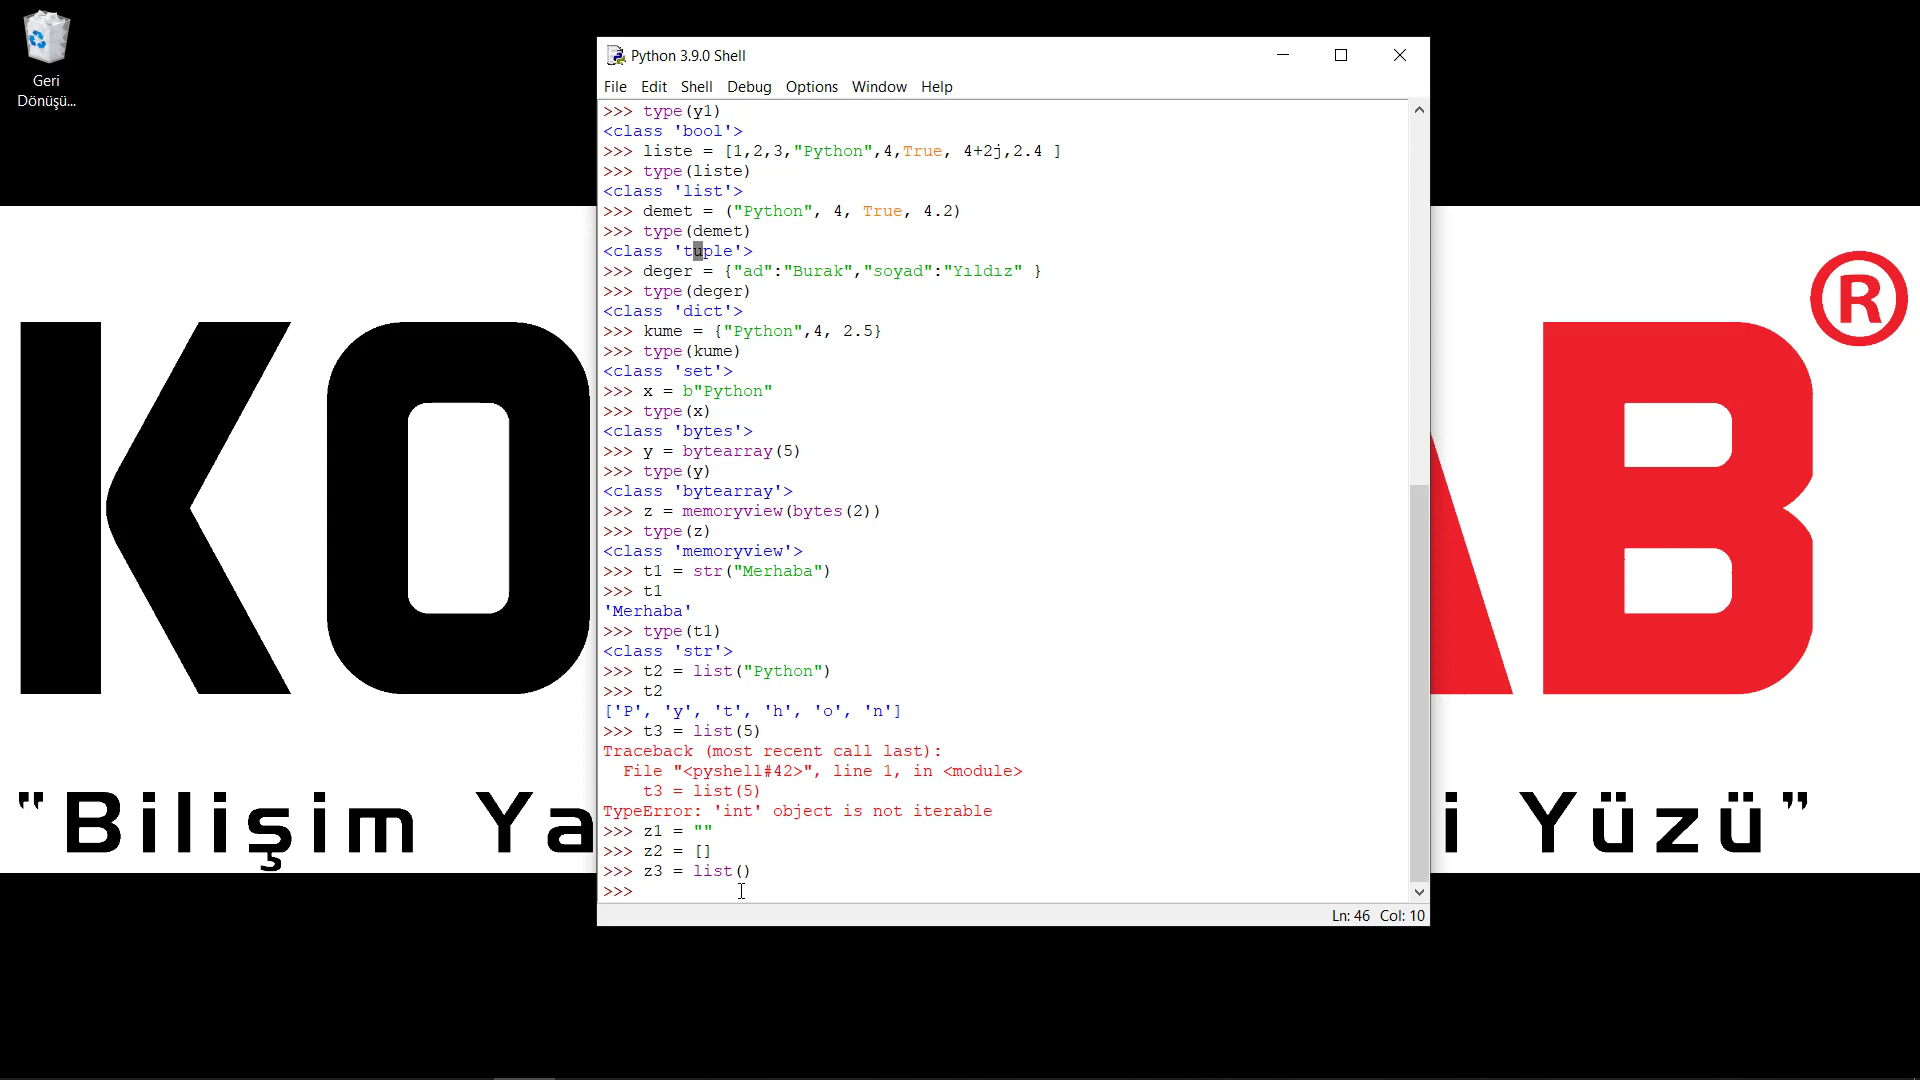 Geri
Dönüşü...
Python 3.9.0 Shell
File Edit Shell Debug Options Window Help
>>> type(y1)
<class 'bool'>
>>> liste = [1,2,3,"Python",4,True, 4+2j,2.4 ]
>>> type(liste)
<class 'list'>
>>> demet = ("Python", 4, True, 4.2)
>>> type(demet)
<class 'tuple'>
>>> deger = {"ad":"Burak","soyad":"Yıldız" }
>>> type(deger)
<class 'dict'>
>>> kume = {"Python",4, 2.5}
>>> type(kume)
<class 'set'>
>>> x = b"Python"
>>> type(x)
<class 'bytes'>
>>> y = bytearray(5)
>>> type(y)
<class 'bytearray'>
>>> z = memoryview(bytes(2))
>>> type(z)
<class 'memoryview'>
>>> t1 = str("Merhaba")
>>> t1
'Merhaba'
>>> type(t1)
<class 'str'>
>>> t2 = list("Python")
>>> t2
['P', 'y', 't', 'h', 'o', 'n']
>>> t3 = list(5)
Traceback (most recent call last):
  File "<pyshell#42>", line 1, in <module>
    t3 = list(5)
TypeError: 'int' object is not iterable
>>> z1 = ""
>>> z2 = []
>>> z3 = list()
>>>
Ln: 46 Col: 10
KO AB ®
"Bilişim Ya i Yüzü"